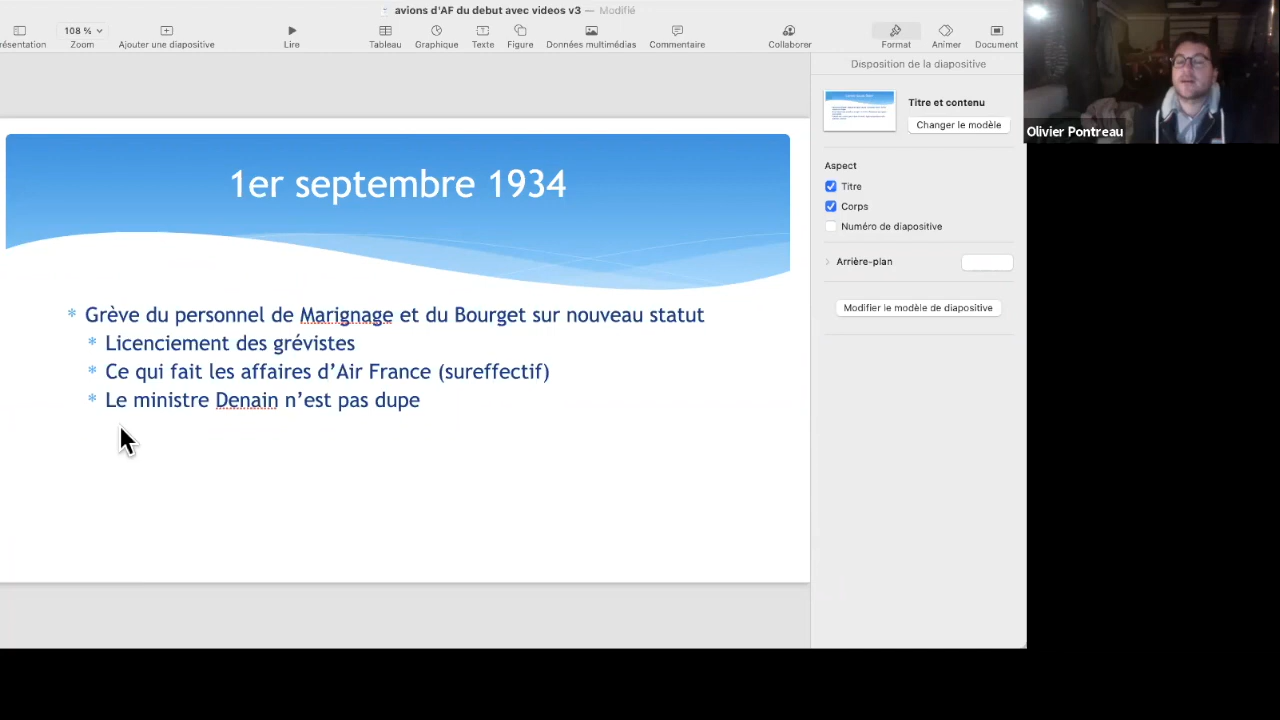 avions d'AF du debut avec videos v3 — Modifié
résentation
108 %
Zoom
Ajouter une diapositive
Lire
Tableau
Graphique
Texte
Figure
Données multimédias
Commentaire
Collaborer
Format
Animer
Document
Disposition de la diapositive
Titre et contenu
Changer le modèle
Aspect
Titre
Corps
Numéro de diapositive
Arrière-plan
Modifier le modèle de diapositive
1er septembre 1934
* Grève du personnel de Marignage et du Bourget sur nouveau statut
* Licenciement des grévistes
* Ce qui fait les affaires d’Air France (sureffectif)
* Le ministre Denain n’est pas dupe
Olivier Pontreau